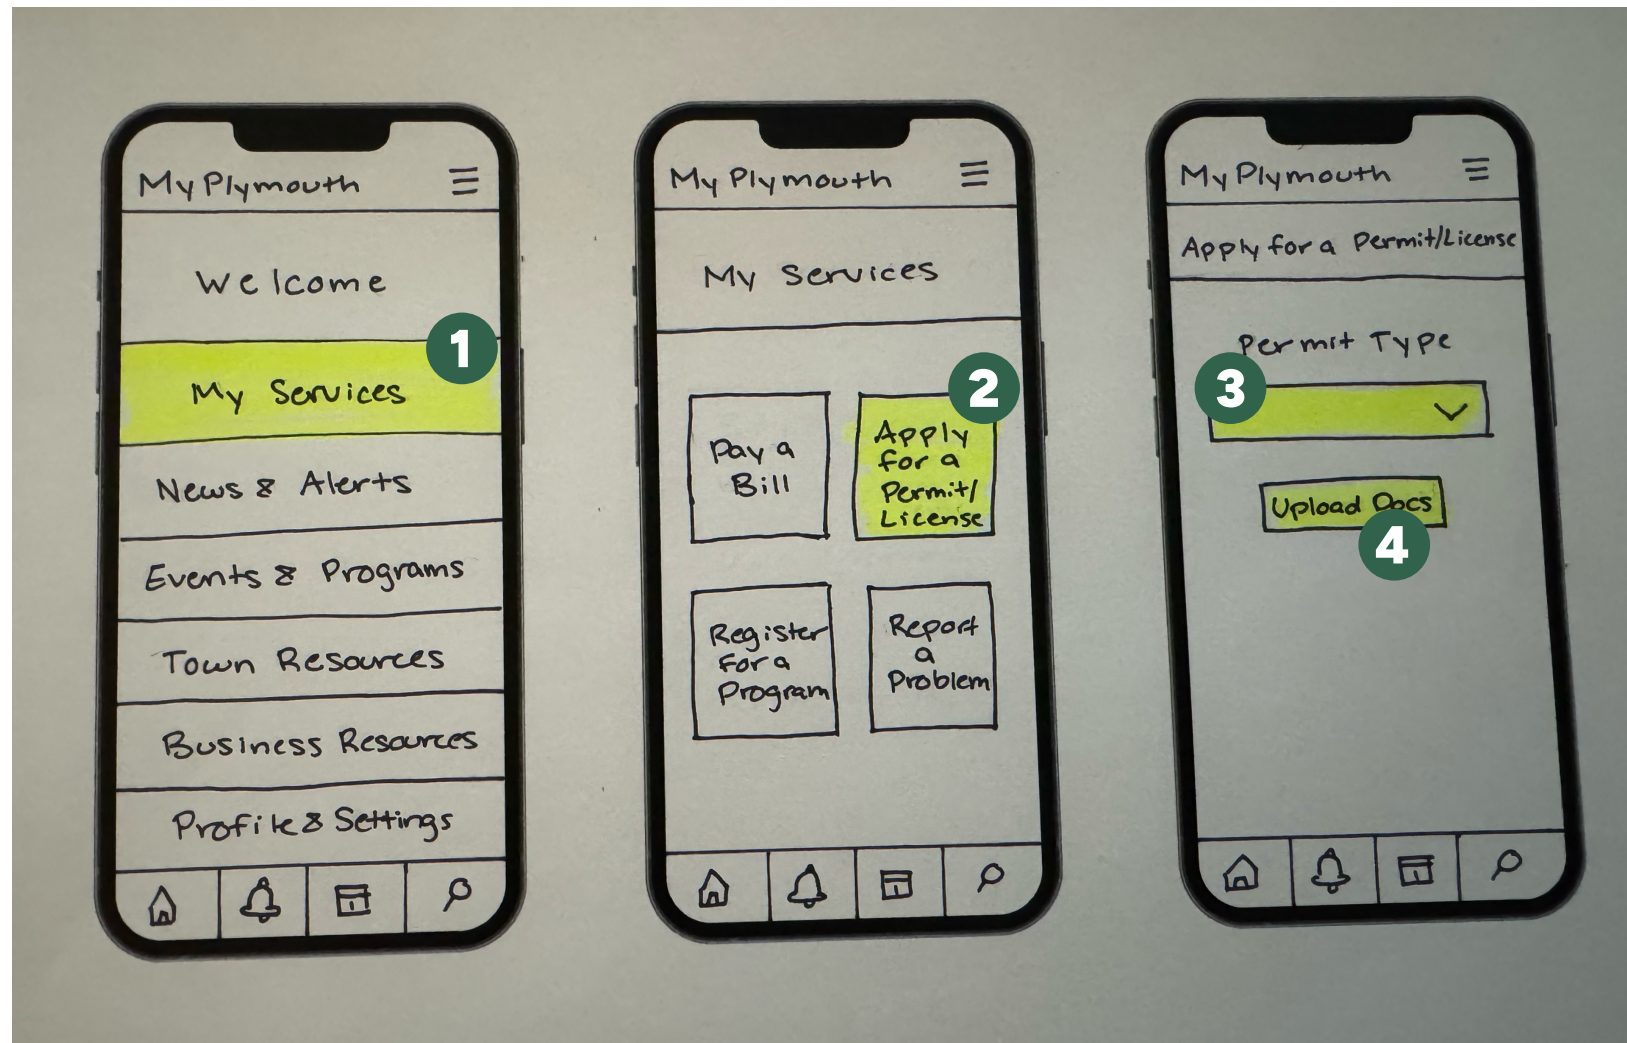 My Plymouth
Welcome
1
My Services
News & Alerts
Events & Programs
Town Resources
Business Resources
Profile & Settings
My Plymouth
My Services
2
Pay a
Bill
Apply
for a
Permit/
License
Register
for a
Program
Report
a
Problem
My Plymouth
Apply for a Permit/License
Permit Type
3
Upload Docs
4